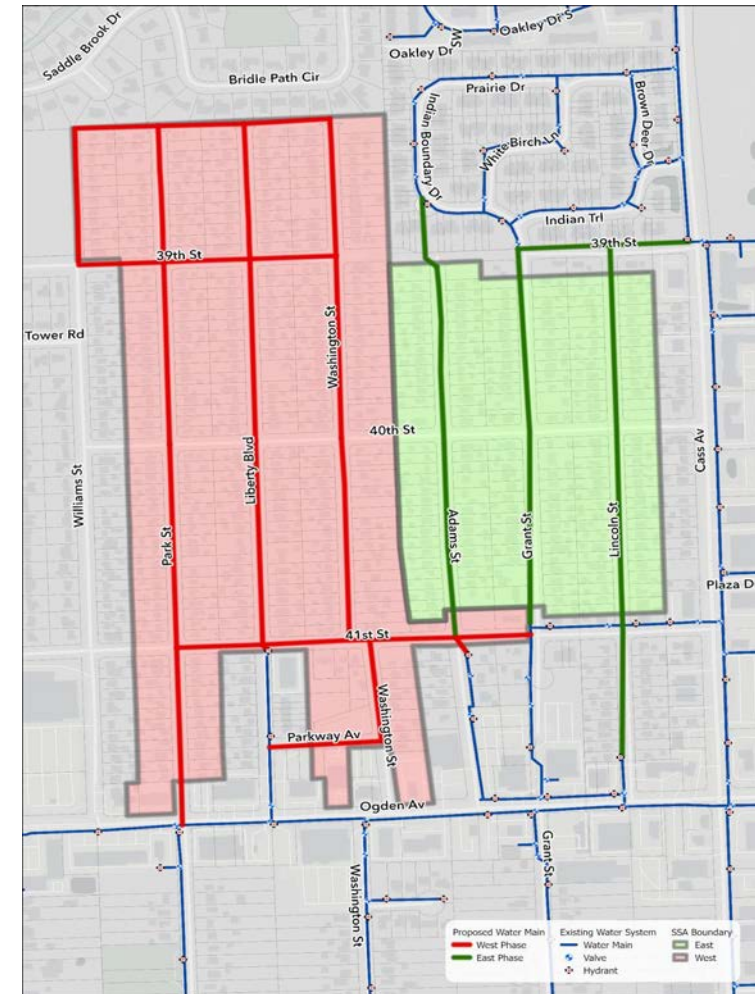 Saddle Brook Dr
Oakley Dr
SW
Oakley Dr S
Bridle Path Cir
Prairie Dr
Indian Boundary Dr
White Birch Ln
Brown Deer Dr
Indian Trl
39th St
39th St
Tower Rd
Washington St
40th St
Cass Av
Williams St
Liberty Blvd
Park St
Adams St
Grant St
Lincoln St
Plaza D
41st St
Washington St
Parkway Av
Ogden Av
Washington St
Grant St
Proposed Water Main
West Phase
East Phase
Existing Water System
Water Main
Valve
Hydrant
SSA Boundary
East
West